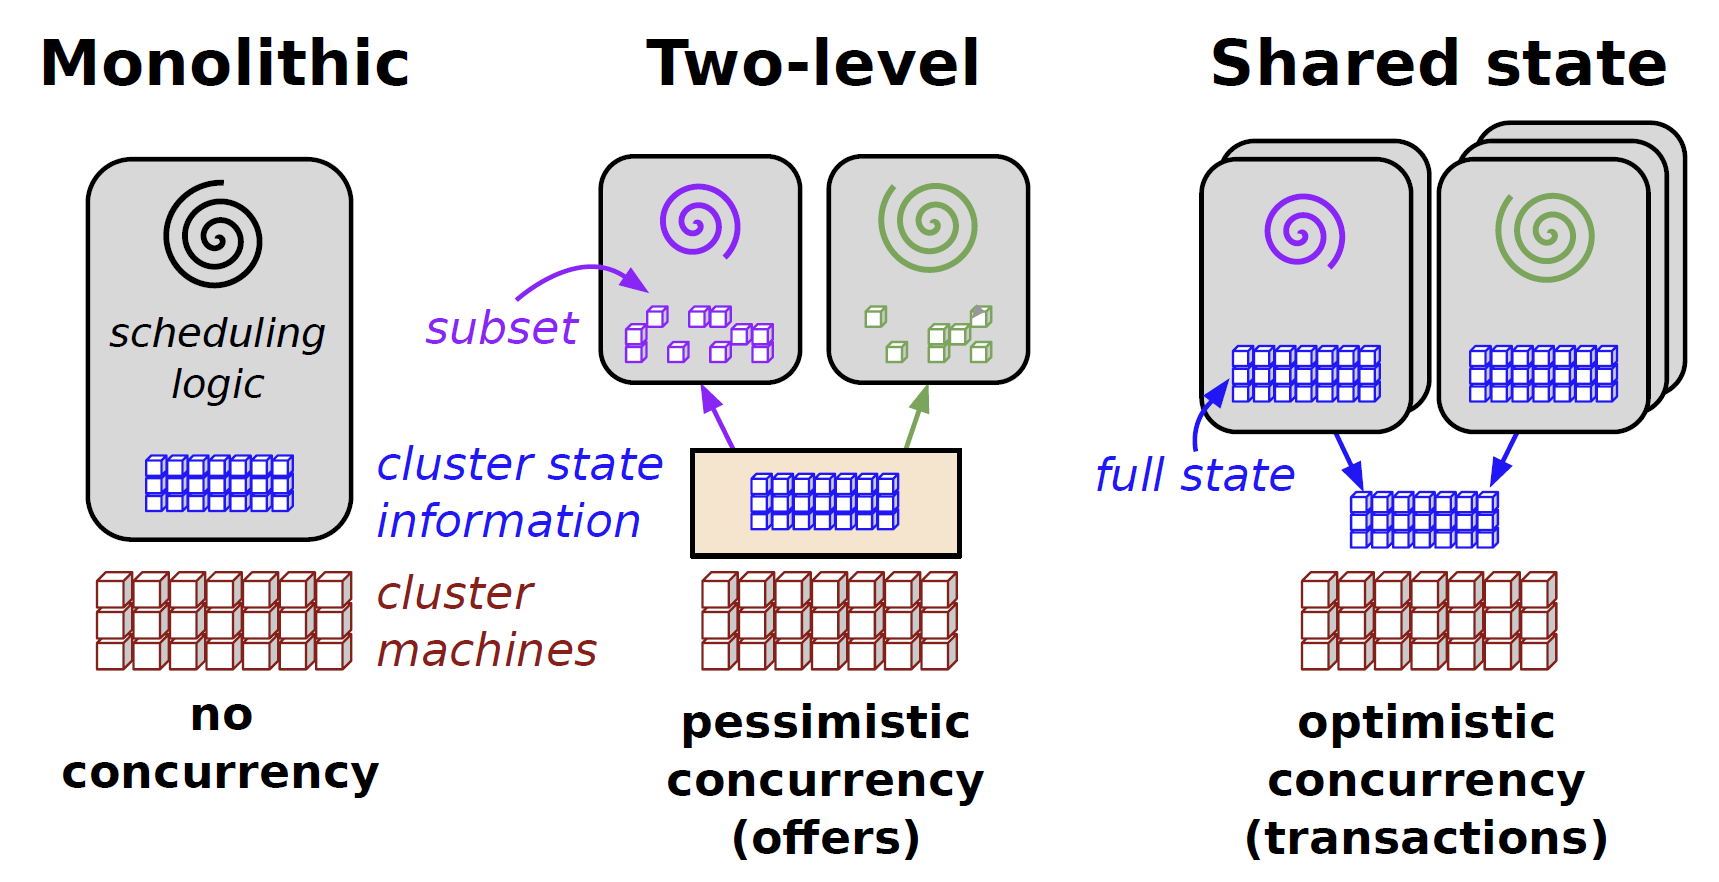 Monolithic
Two-level
Shared state
scheduling
logic
subset
cluster state
information
full state
cluster
machines
no
concurrency
pessimistic
concurrency
(offers)
optimistic
concurrency
(transactions)